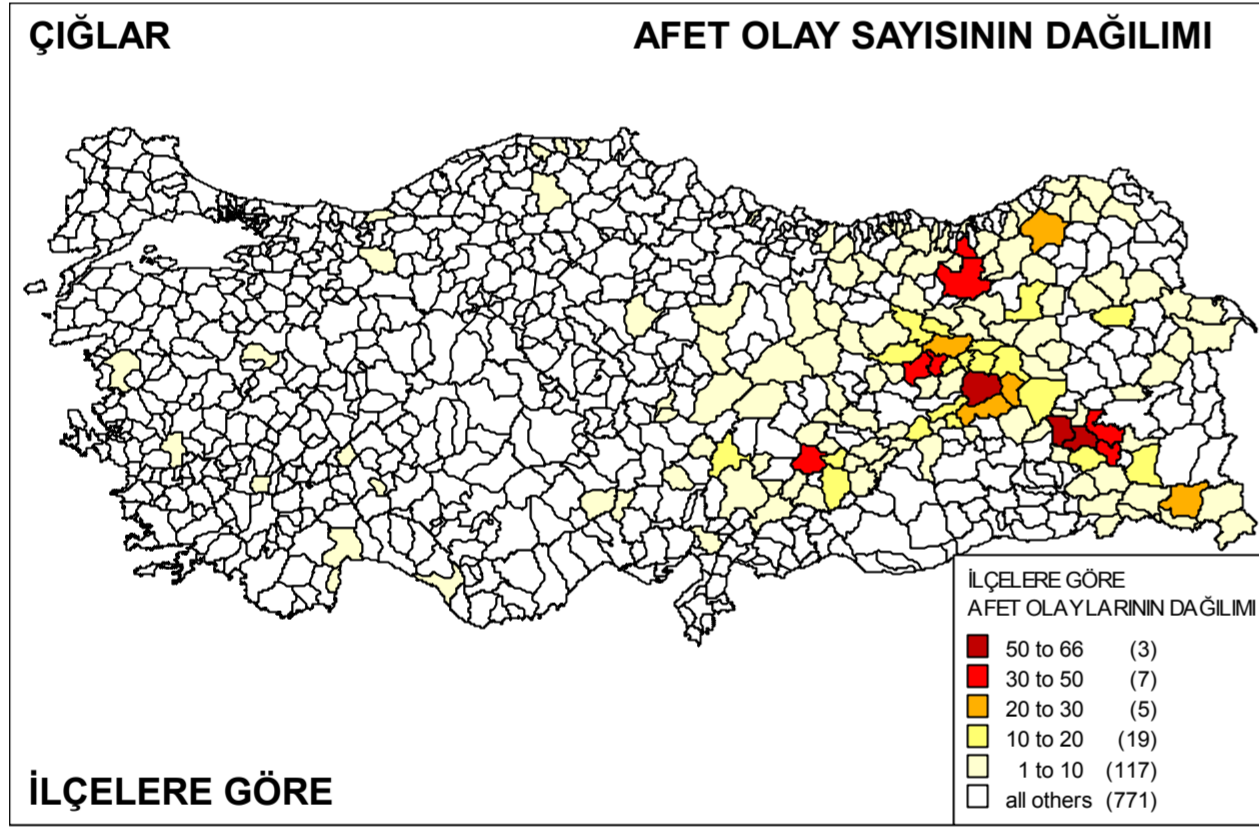 ÇIĞLAR
AFET OLAY SAYISININ DAĞILIMI
İLÇELERE GÖRE
AFET OLAYLARININ DAĞILIMI
50 to 66 (3)
30 to 50 (7)
20 to 30 (5)
10 to 20 (19)
1 to 10 (117)
all others (771)
İLÇELERE GÖRE